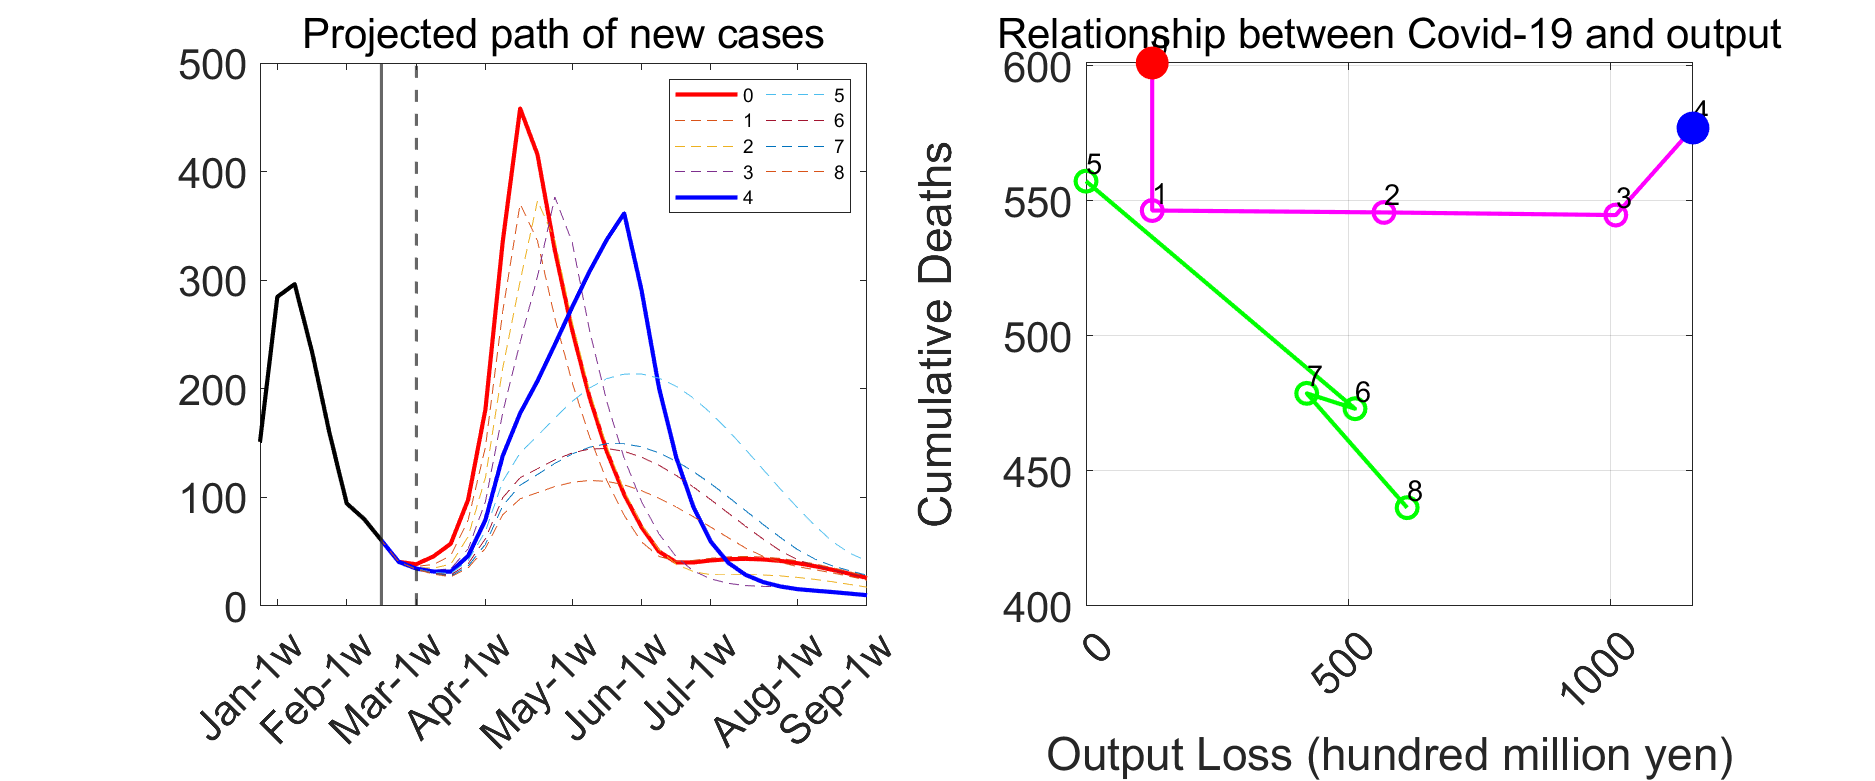 Projected path of new cases
500
400
300
200
100
0
0 5
1 6
2 7
3 8
4
Jan-1w
Feb-1w
Mar-1w
Apr-1w
May-1w
Jun-1w
Jul-1w
Aug-1w
Sep-1w
Relationship between Covid-19 and output
600
550
500
450
400
Cumulative Deaths
4
5
1
2
3
7
6
8
0
500
1000
Output Loss (hundred million yen)